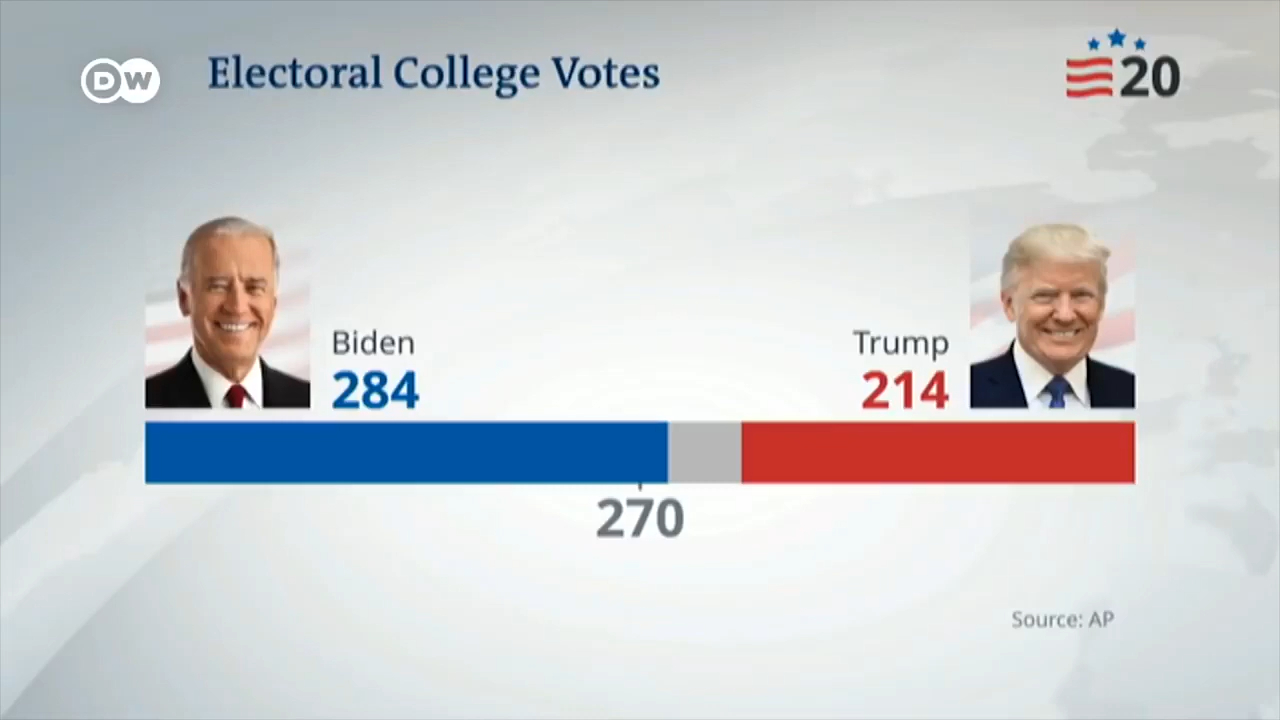 DW
Electoral College Votes
20
Biden
284
Trump
214
270
Source: AP